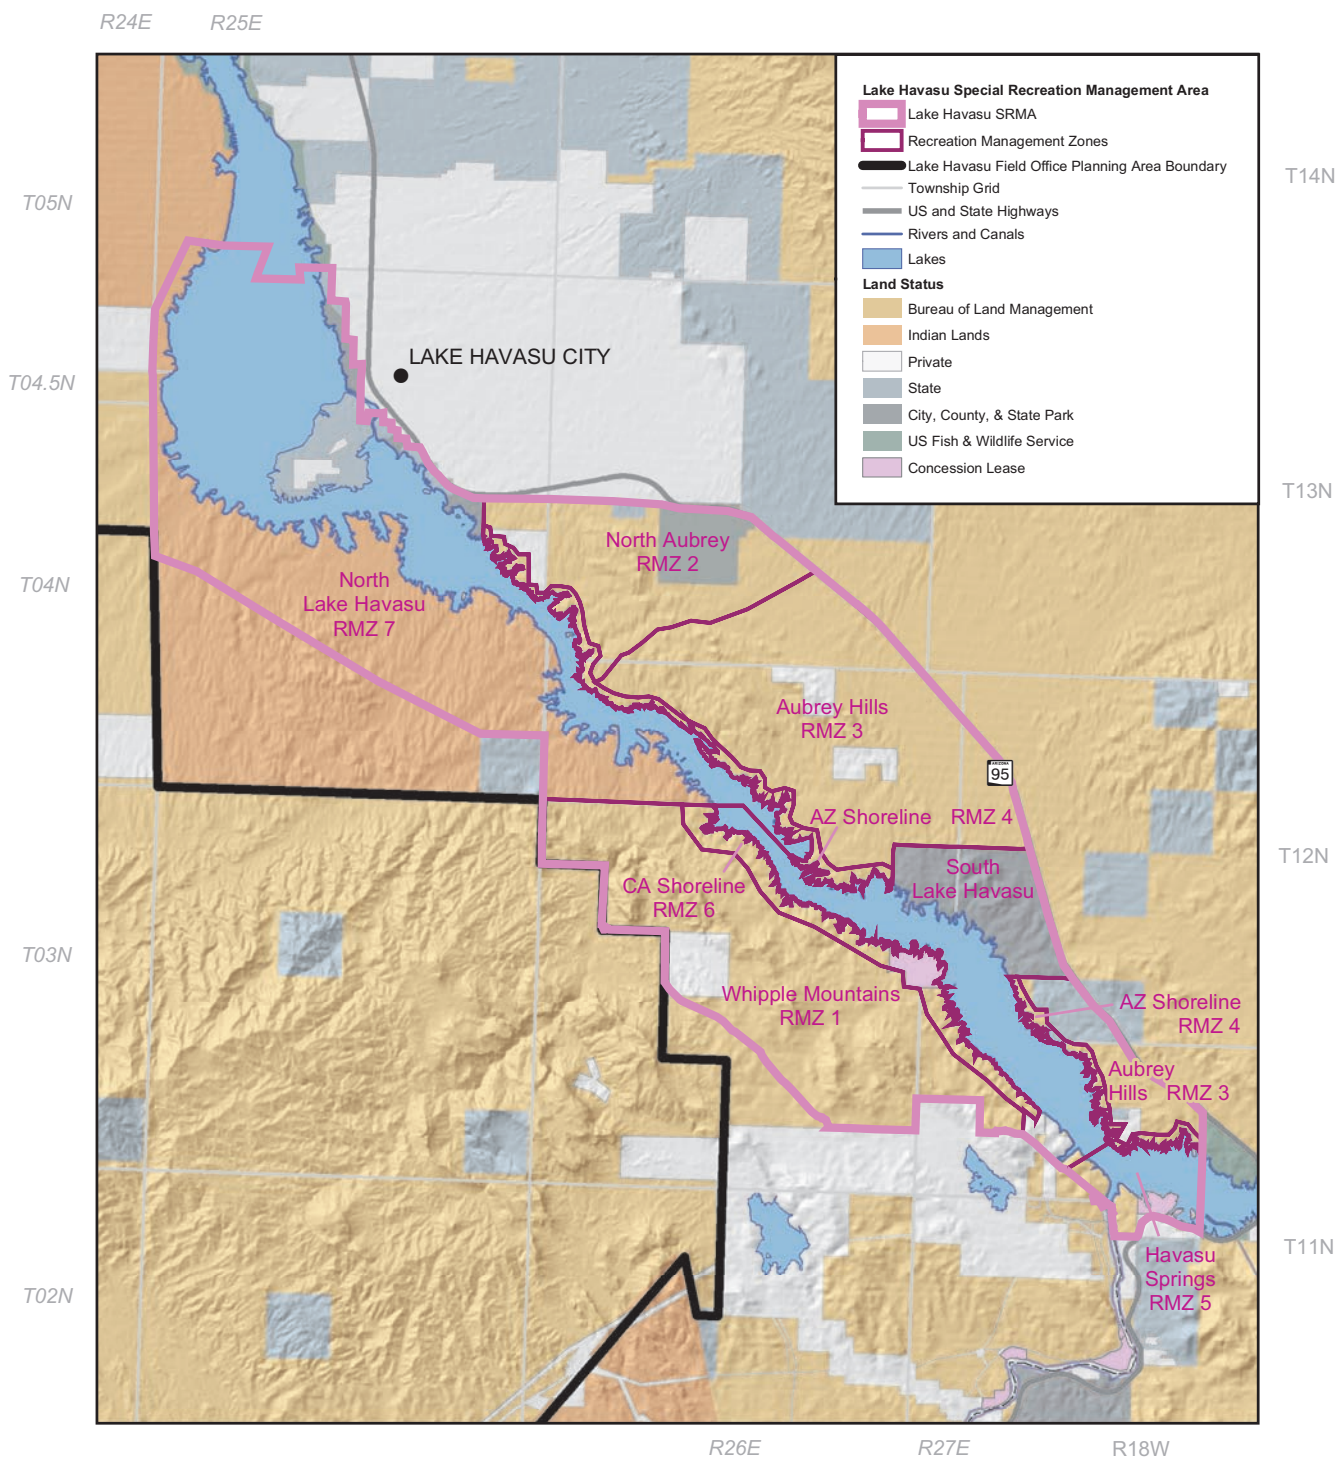 R24E
R25E
Lake Havasu Special Recreation Management Area
Lake Havasu SRMA
Recreation Management Zones
Lake Havasu Field Office Planning Area Boundary
Township Grid
US and State Highways
Rivers and Canals
Lakes
Land Status
Bureau of Land Management
Indian Lands
Private
State
City, County, & State Park
US Fish & Wildlife Service
Concession Lease
T14N
T05N
LAKE HAVASU CITY
T04.5N
T13N
North Aubrey
RMZ 2
T04N
North
Lake Havasu
RMZ 7
Aubrey Hills
RMZ 3
ARIZONA
95
AZ Shoreline RMZ 4
T12N
South
Lake Havasu
CA Shoreline
RMZ 6
T03N
Whipple Mountains
RMZ 1
AZ Shoreline
RMZ 4
Aubrey
Hills RMZ 3
T11N
Havasu
Springs
RMZ 5
T02N
R26E
R27E
R18W